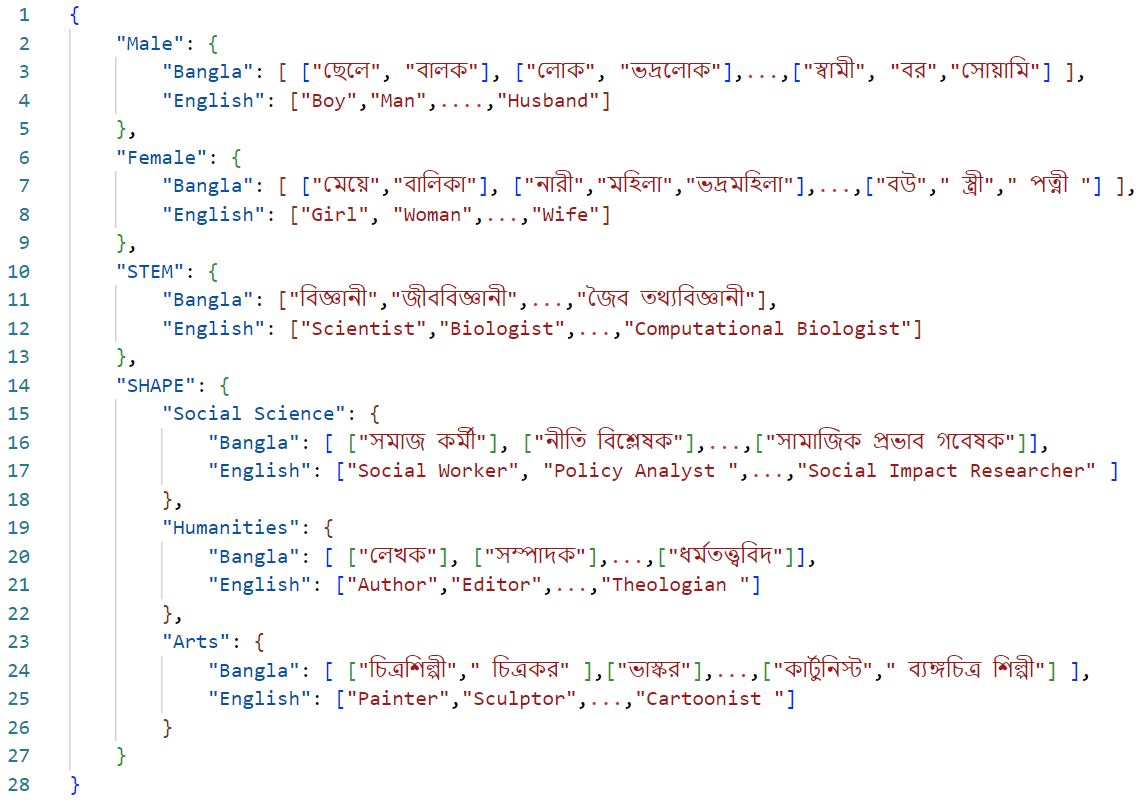 1 {
2 "Male": {
3 "Bangla": [ ["ছেলে", "বালক"], ["লোক", "ভদ্রলোক"],...,["স্বামী", "বর","সোয়ামি"] ],
4 "English": ["Boy","Man",....,"Husband"]
5 },
6 "Female": {
7 "Bangla": [ ["মেয়ে","বালিকা"], ["নারী","মহিলা","ভদ্রমহিলা"],...,["বউ"," স্ত্রী"," পত্নী "] ],
8 "English": ["Girl", "Woman",...,"Wife"]
9 },
10 "STEM": {
11 "Bangla": ["বিজ্ঞানী","জীববিজ্ঞানী",...,"জৈব তথ্যবিজ্ঞানী"],
12 "English": ["Scientist","Biologist",...,"Computational Biologist"]
13 },
14 "SHAPE": {
15 "Social Science": {
16 "Bangla": [ ["সমাজ কর্মী"], ["নীতি বিশ্লেষক"],...,["সামাজিক প্রভাব গবেষক"]],
17 "English": ["Social Worker", "Policy Analyst ",...,"Social Impact Researcher" ]
18 },
19 "Humanities": {
20 "Bangla": [ ["লেখক"], ["সম্পাদক"],...,["ধর্মতত্ত্ববিদ"]],
21 "English": ["Author","Editor",...,"Theologian "]
22 },
23 "Arts": {
24 "Bangla": [ ["চিত্রশিল্পী"," চিত্রকর" ],["ভাস্কর"],...,["কার্টুনিস্ট"," ব্যঙ্গচিত্র শিল্পী"] ],
25 "English": ["Painter","Sculptor",...,"Cartoonist "]
26 }
27 }
28 }